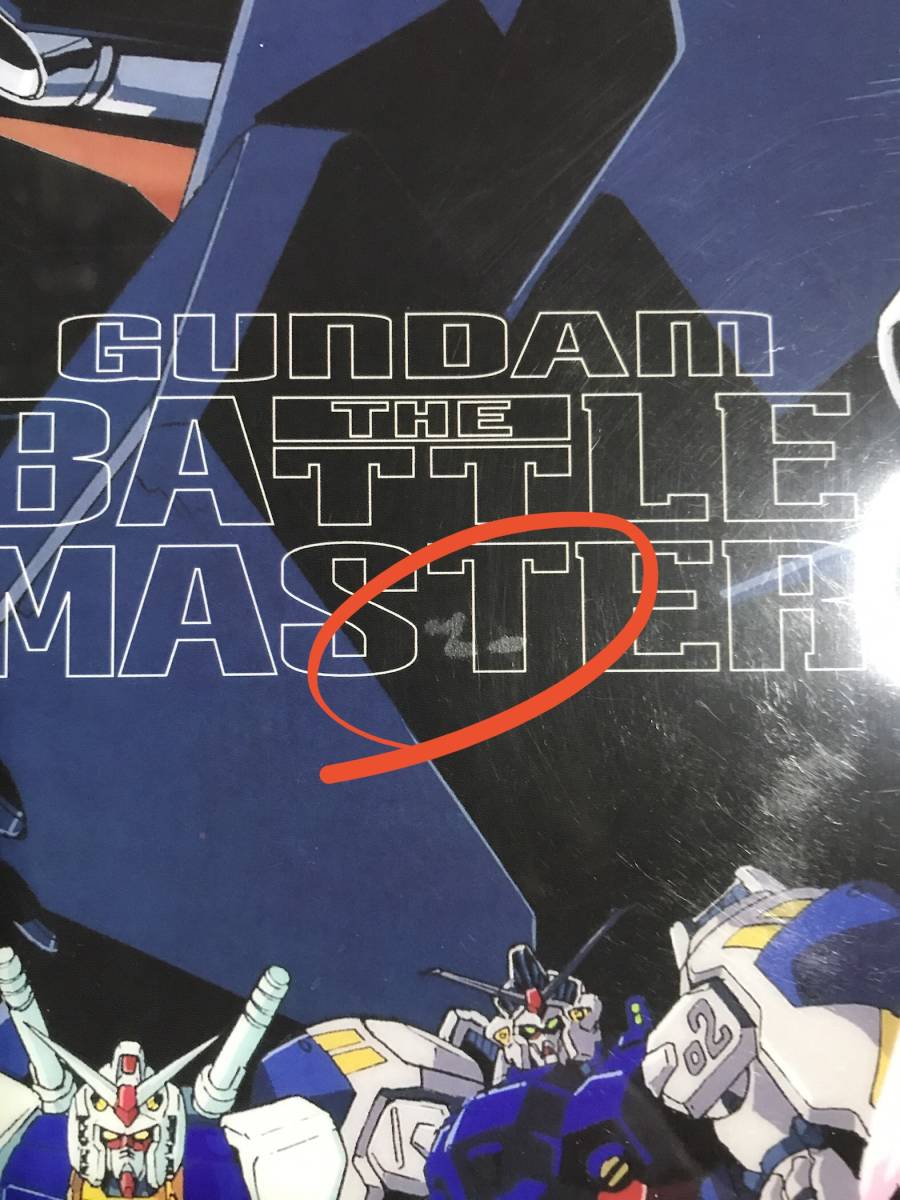 GUNDAM
THE
BATTLE
MASTER
02